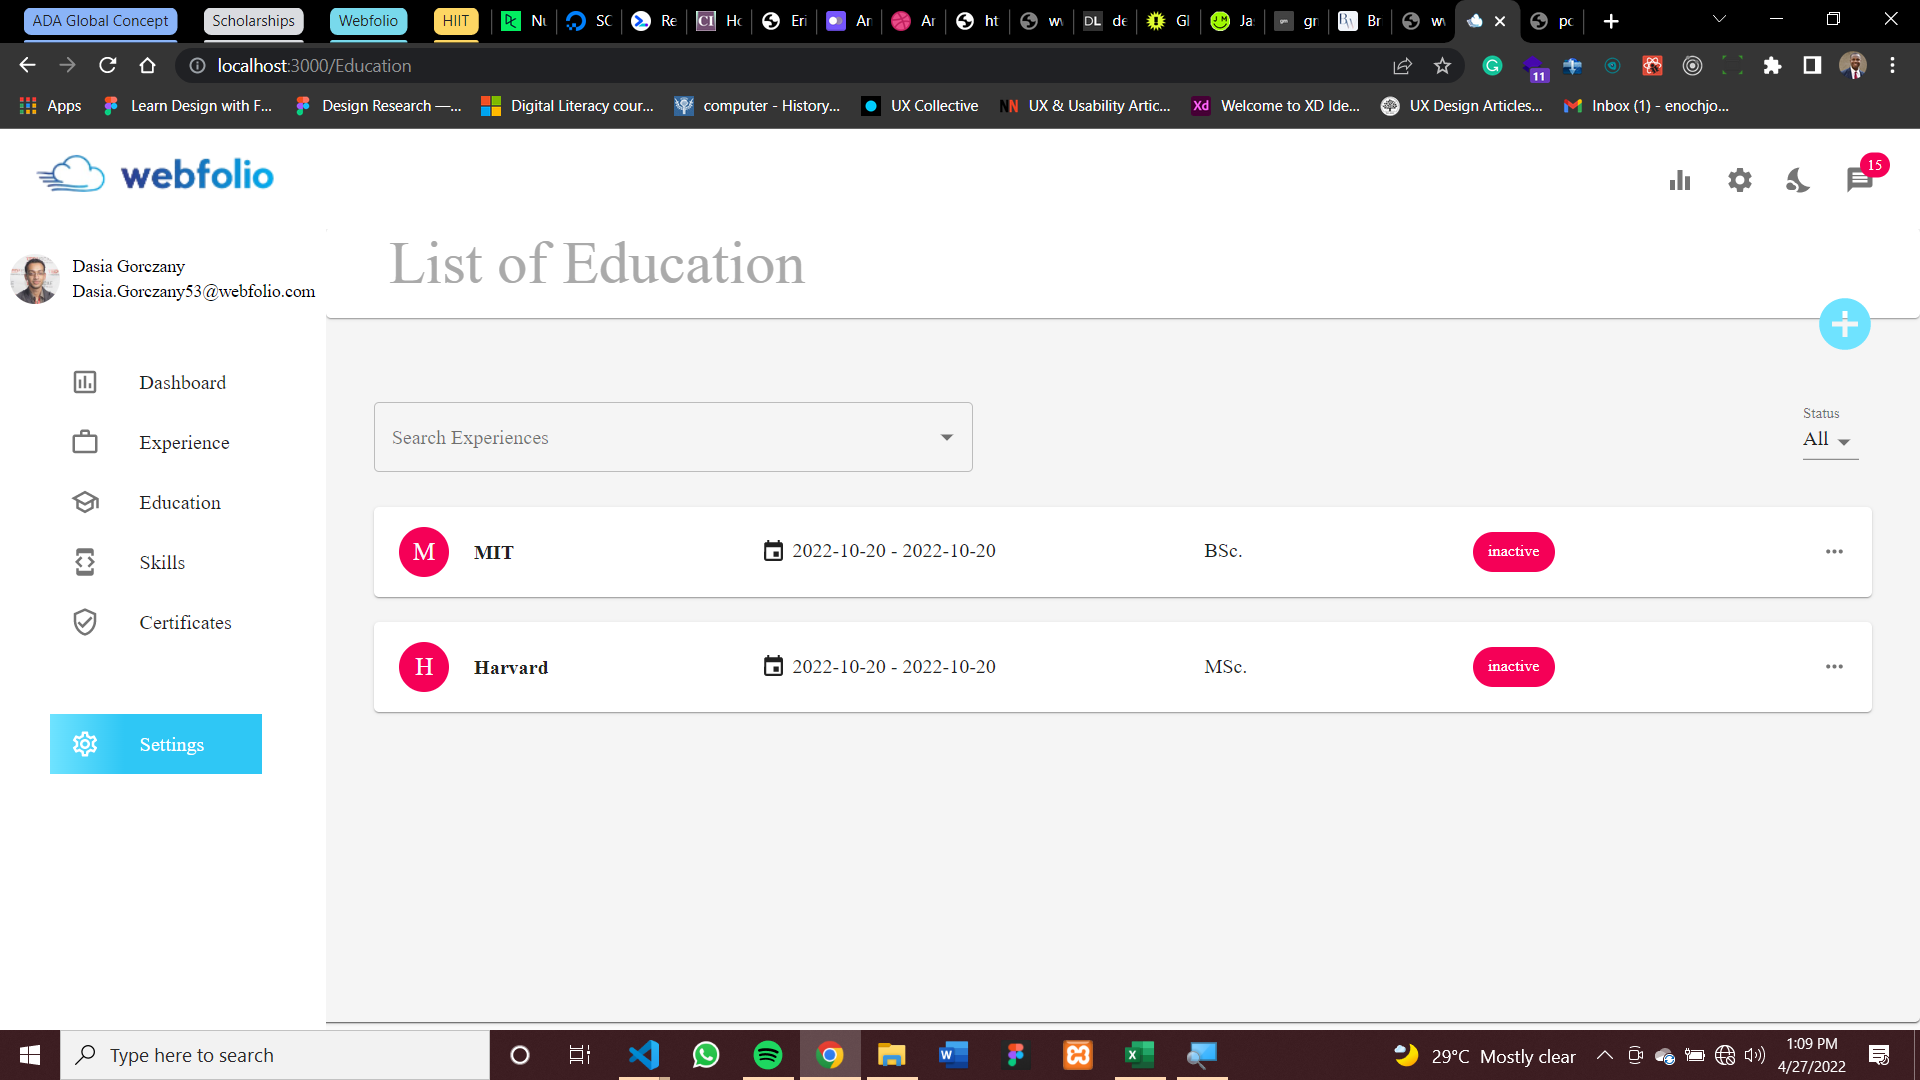 ADA Global Concept Scholarships Webfolio HIIT Nu SC Re Ho Eri An Ar ht w de Gl Ja gr Br w pc
localhost:3000/Education
11
Apps Learn Design with F... Design Research —... Digital Literacy cour... computer - History... UX Collective UX & Usability Artic... Welcome to XD Ide... UX Design Articles... Inbox (1) - enochjo...
webfolio
15
Dasia Gorczany
Dasia.Gorczany53@webfolio.com
Dashboard
Experience
Education
Skills
Certificates
Settings
List of Education
Search Experiences
Status
All
M MIT 2022-10-20 - 2022-10-20 BSc. inactive
H Harvard 2022-10-20 - 2022-10-20 MSc. inactive
Type here to search
29°C Mostly clear
1:09 PM
4/27/2022